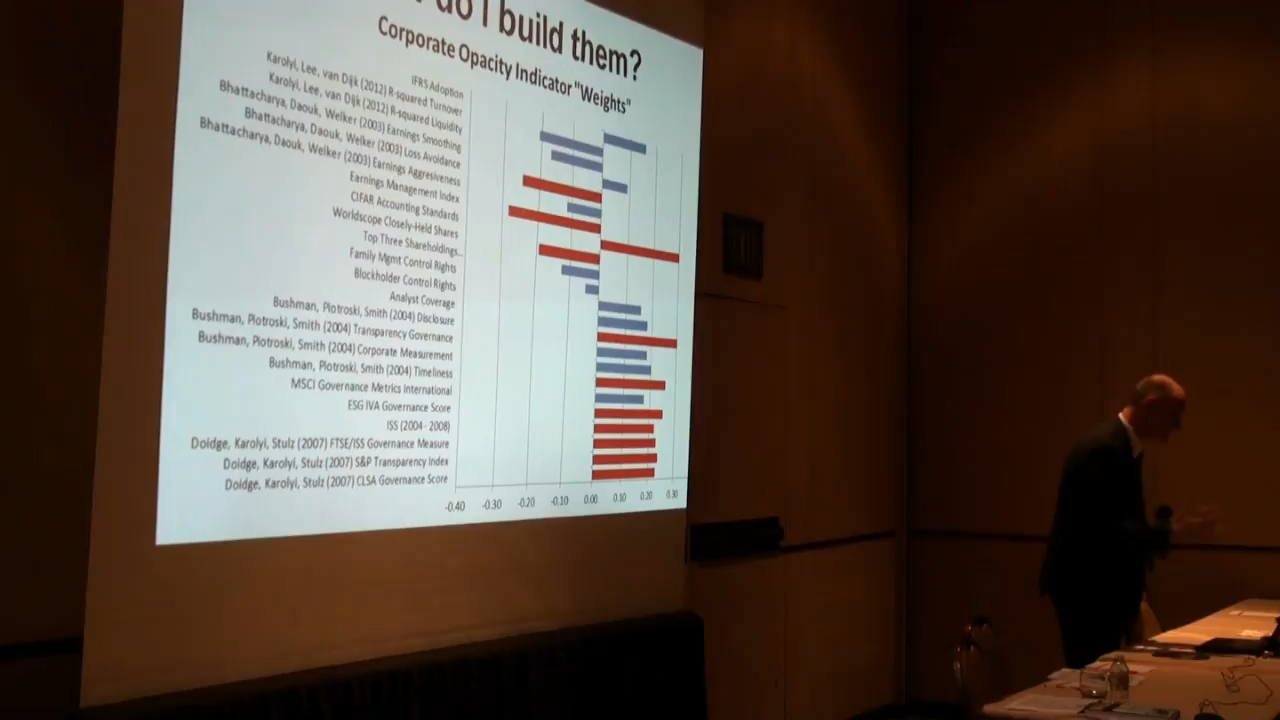 do I build them?
Corporate Opacity Indicator "Weights"
IFRS Adoption
Karolyi, Lee, van Dijk (2012) R-squared Turnover
Karolyi, Lee, van Dijk (2012) R-squared Liquidity
Bhattacharya, Daouk, Welker (2003) Earnings Smoothing
Bhattacharya, Daouk, Welker (2003) Loss Avoidance
Bhattacharya, Daouk, Welker (2003) Earnings Aggresiveness
Earnings Management Index
CIFAR Accounting Standards
Worldscope Closely-Held Shares
Top Three Shareholdings...
Family Mgmt Control Rights
Blockholder Control Rights
Analyst Coverage
Bushman, Piotroski, Smith (2004) Disclosure
Bushman, Piotroski, Smith (2004) Transparency Governance
Bushman, Piotroski, Smith (2004) Corporate Measurement
Bushman, Piotroski, Smith (2004) Timeliness
MSCI Governance Metrics International
ESG IVA Governance Score
ISS (2004 - 2008)
Doidge, Karolyi, Stulz (2007) FTSE/ISS Governance Measure
Doidge, Karolyi, Stulz (2007) S&P Transparency Index
Doidge, Karolyi, Stulz (2007) CLSA Governance Score
-0.40 -0.30 -0.20 -0.10 0.00 0.10 0.20 0.30